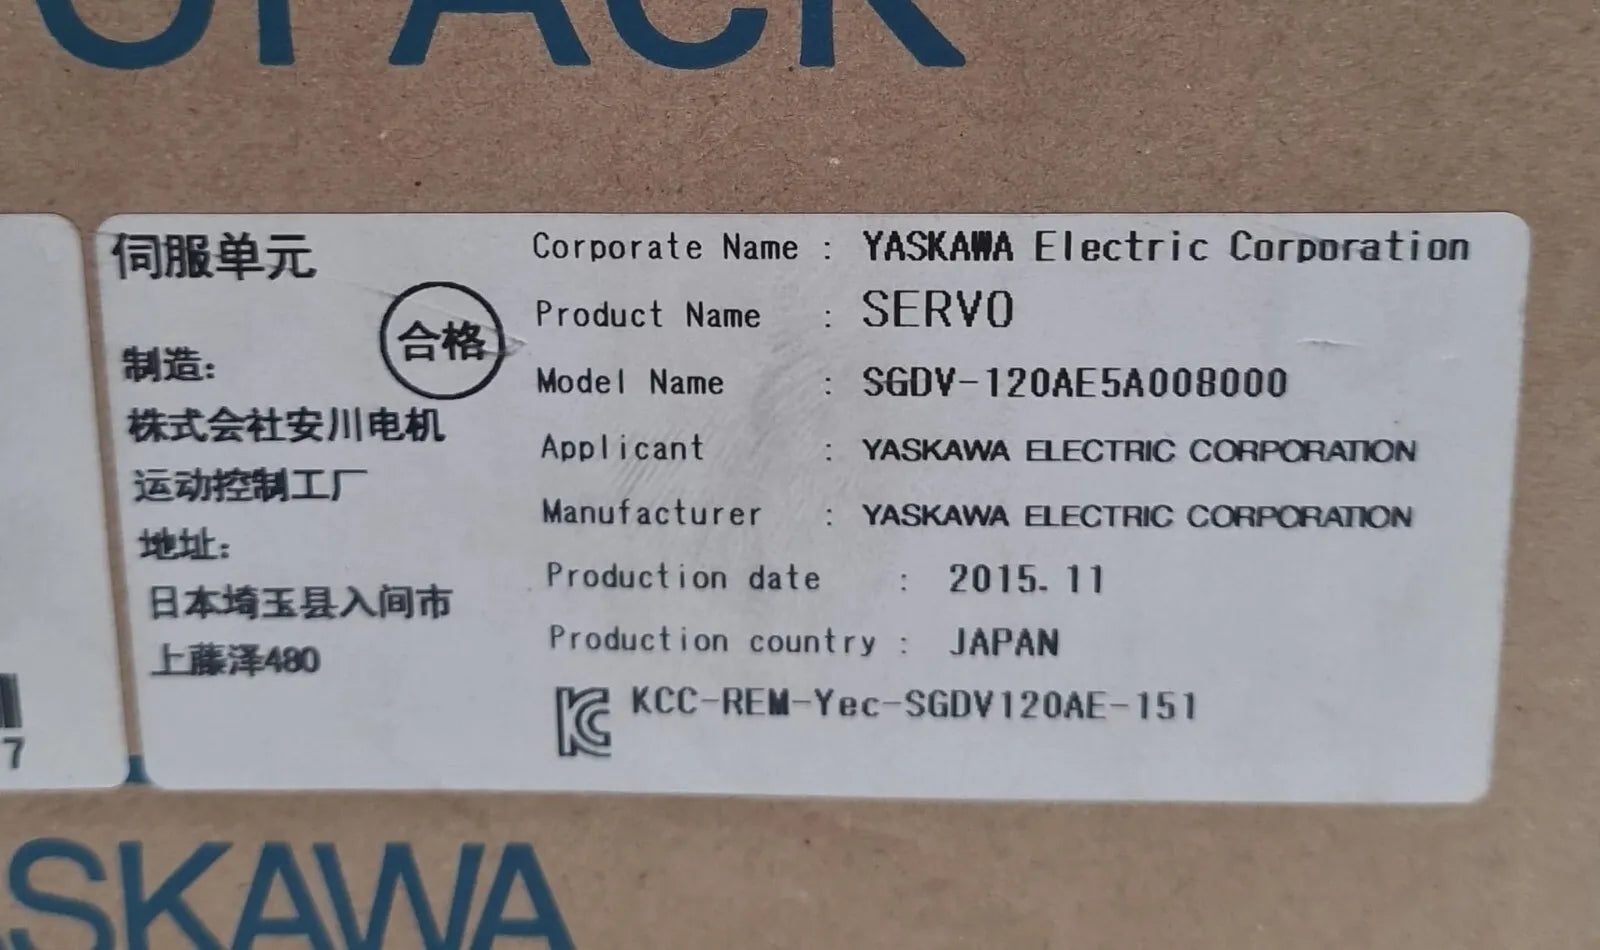 OPACK
伺服单元
合格
制造:
株式会社安川电机
运动控制工厂
地址:
日本埼玉县入间市
上藤泽480
Corporate Name : YASKAWA Electric Corporation
Product Name : SERVO
Model Name : SGDV-120AE5A008000
Applicant : YASKAWA ELECTRIC CORPORATION
Manufacturer : YASKAWA ELECTRIC CORPORATION
Production date : 2015. 11
Production country : JAPAN
KCC-REM-Yec-SGDV120AE-151
7
ASKAWA